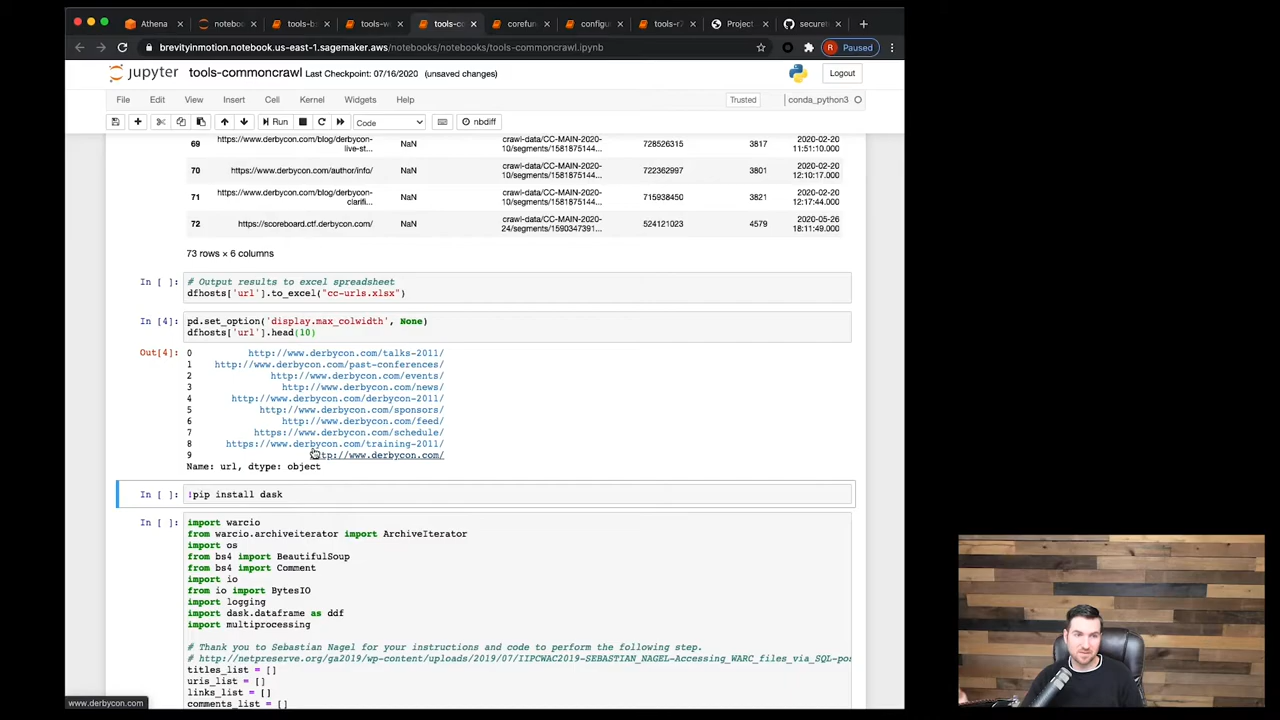 Athena
notebo
tools-bs
tools-we
tools-co
corefun
configu
tools-r7
Project
securet
brevityinmotion.notebook.us-east-1.sagemaker.aws/notebooks/notebooks/tools-commoncrawl.ipynb
R Paused
jupyter tools-commoncrawl Last Checkpoint: 07/16/2020 (unsaved changes)
Logout
File Edit View Insert Cell Kernel Widgets Help
Trusted conda_python3
Run Code nbdiff
69 https://www.derbycon.com/blog/derbycon-live-st... NaN crawl-data/CC-MAIN-2020-10/segments/1581875144... 728526315 3817 2020-02-20 11:51:10.000
70 https://www.derbycon.com/author/info/ NaN crawl-data/CC-MAIN-2020-10/segments/1581875144... 722362997 3801 2020-02-20 12:10:17.000
71 https://www.derbycon.com/blog/derbycon-clarifi... NaN crawl-data/CC-MAIN-2020-10/segments/1581875144... 715938450 3821 2020-02-20 12:17:44.000
72 https://scoreboard.ctf.derbycon.com/ NaN crawl-data/CC-MAIN-2020-24/segments/1590347391... 524121023 4579 2020-05-26 18:11:49.000
73 rows × 6 columns
In [ ]: # Output results to excel spreadsheet
dfhosts['url'].to_excel("cc-urls.xlsx")
In [4]: pd.set_option('display.max_colwidth', None)
dfhosts['url'].head(10)
Out[4]: 0 http://www.derbycon.com/talks-2011/
1 http://www.derbycon.com/past-conferences/
2 http://www.derbycon.com/events/
3 http://www.derbycon.com/news/
4 http://www.derbycon.com/derbycon-2011/
5 http://www.derbycon.com/sponsors/
6 http://www.derbycon.com/feed/
7 https://www.derbycon.com/schedule/
8 https://www.derbycon.com/training-2011/
9 http://www.derbycon.com/
Name: url, dtype: object
In [ ]: !pip install dask
In [ ]: import warcio
from warcio.archiveiterator import ArchiveIterator
import os
from bs4 import BeautifulSoup
from bs4 import Comment
import io
from io import BytesIO
import logging
import dask.dataframe as ddf
import multiprocessing
# Thank you to Sebastian Nagel for your instructions and code to perform the following step.
# http://netpreserve.org/ga2019/wp-content/uploads/2019/07/IIPCWAC2019-SEBASTIAN_NAGEL-Accessing_WARC_files_via_SQL-po
titles_list = []
uris_list = []
links_list = []
comments_list = []
www.derbycon.com